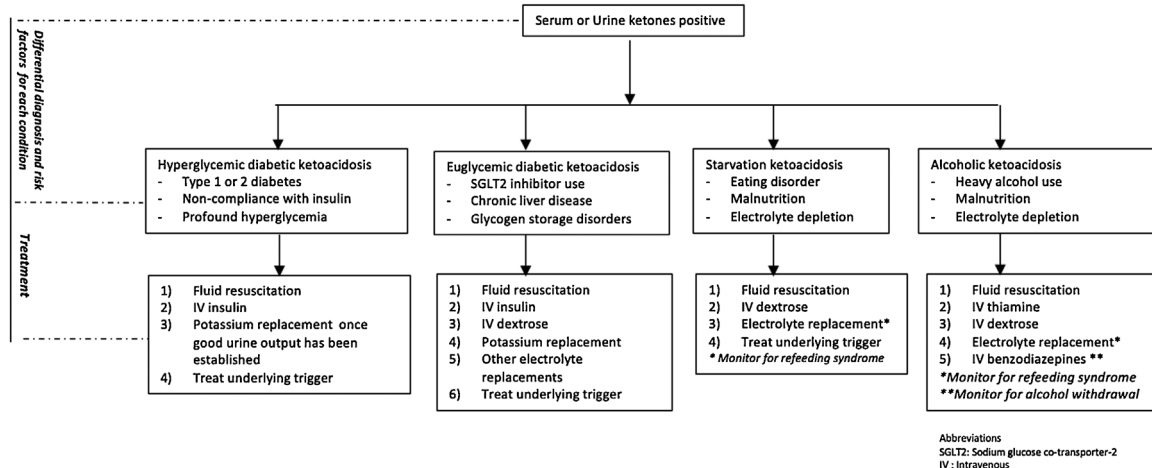 Serum or Urine ketones positive
Differential diagnosis and risk
factors for each condition
Hyperglycemic diabetic ketoacidosis
- Type 1 or 2 diabetes
- Non-compliance with insulin
- Profound hyperglycemia
Euglycemic diabetic ketoacidosis
- SGLT2 inhibitor use
- Chronic liver disease
- Glycogen storage disorders
Starvation ketoacidosis
- Eating disorder
- Malnutrition
- Electrolyte depletion
Alcoholic ketoacidosis
- Heavy alcohol use
- Malnutrition
- Electrolyte depletion
Treatment
1) Fluid resuscitation
2) IV insulin
3) Potassium replacement once
good urine output has been
established
4) Treat underlying trigger
1) Fluid resuscitation
2) IV insulin
3) IV dextrose
4) Potassium replacement
5) Other electrolyte
replacements
6) Treat underlying trigger
1) Fluid resuscitation
2) IV dextrose
3) Electrolyte replacement*
4) Treat underlying trigger
* Monitor for refeeding syndrome
1) Fluid resuscitation
2) IV thiamine
3) IV dextrose
4) Electrolyte replacement*
5) IV benzodiazepines **
*Monitor for refeeding syndrome
**Monitor for alcohol withdrawal
Abbreviations
SGLT2: Sodium glucose co-transporter-2
IV : Intravenous